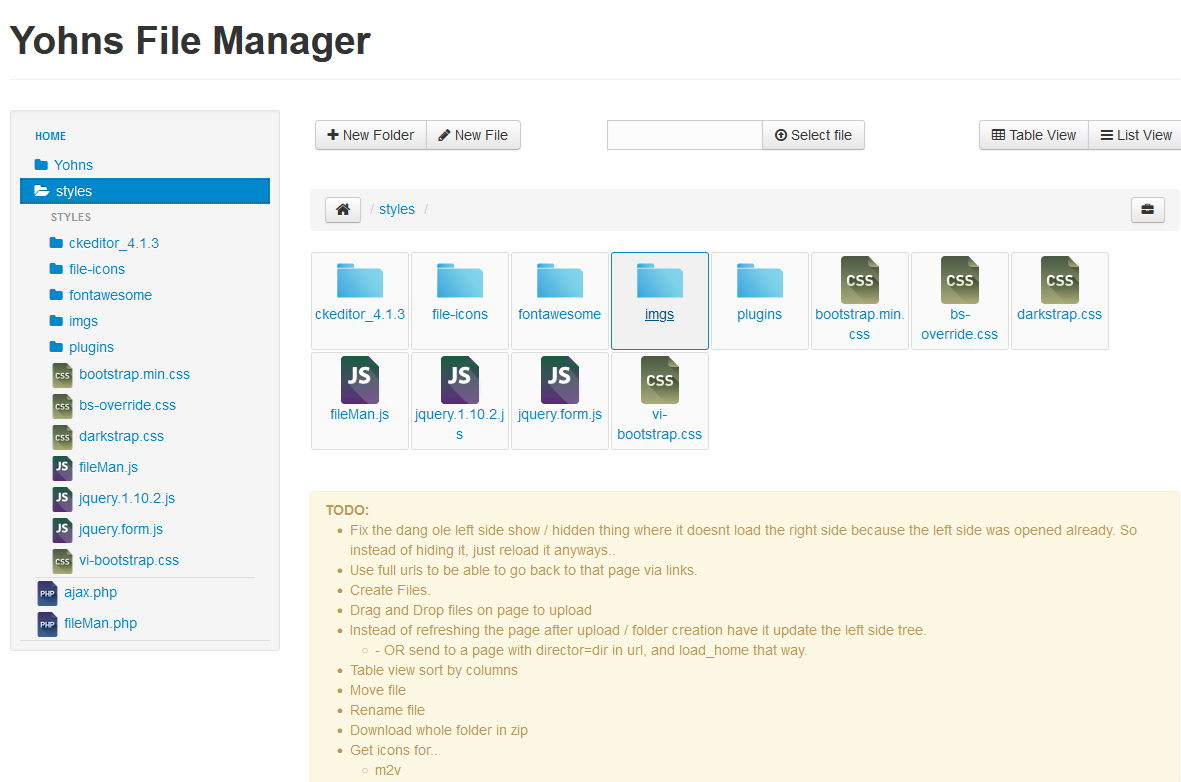 Yohns File Manager
HOME
Yohns
styles
STYLES
ckeditor_4.1.3
file-icons
fontawesome
imgs
plugins
CSS bootstrap.min.css
CSS bs-override.css
CSS darkstrap.css
JS fileMan.js
JS jquery.1.10.2.js
JS jquery.form.js
CSS vi-bootstrap.css
PHP ajax.php
PHP fileMan.php
New Folder New File Select file Table View List View
/ styles /
CSS CSS CSS
ckeditor_4.1.3 file-icons fontawesome imgs plugins bootstrap.min. bs- darkstrap.css
css override.css
JS JS JS CSS
fileMan.js jquery.1.10.2.j jquery.form.js vi-
s bootstrap.css
TODO:
• Fix the dang ole left side show / hidden thing where it doesnt load the right side because the left side was opened already. So
instead of hiding it, just reload it anyways..
• Use full urls to be able to go back to that page via links.
• Create Files.
• Drag and Drop files on page to upload
• Instead of refreshing the page after upload / folder creation have it update the left side tree.
○ - OR send to a page with director=dir in url, and load_home that way.
• Table view sort by columns
• Move file
• Rename file
• Download whole folder in zip
• Get icons for..
○ m2v